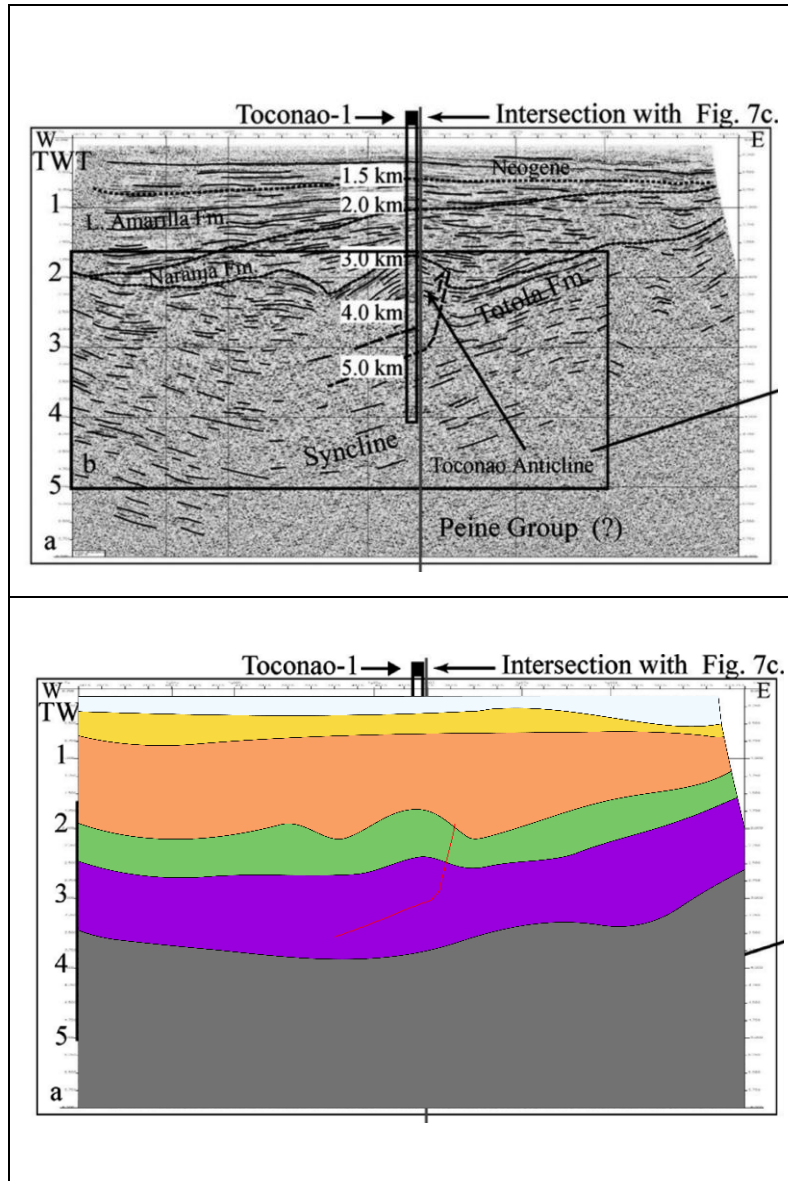 Toconao-1 Intersection with Fig. 7c.
W E
TWT
Neogene
1.5 km
1
2.0 km
L. Amarilla Fm.
3.0 km
2
Naranja Fm.
Totola Fm.
4.0 km
3
5.0 km
4
Syncline
b
Toconao Anticline
5
Peine Group (?)
a
Toconao-1 Intersection with Fig. 7c.
W E
TW
1
2
3
4
5
a